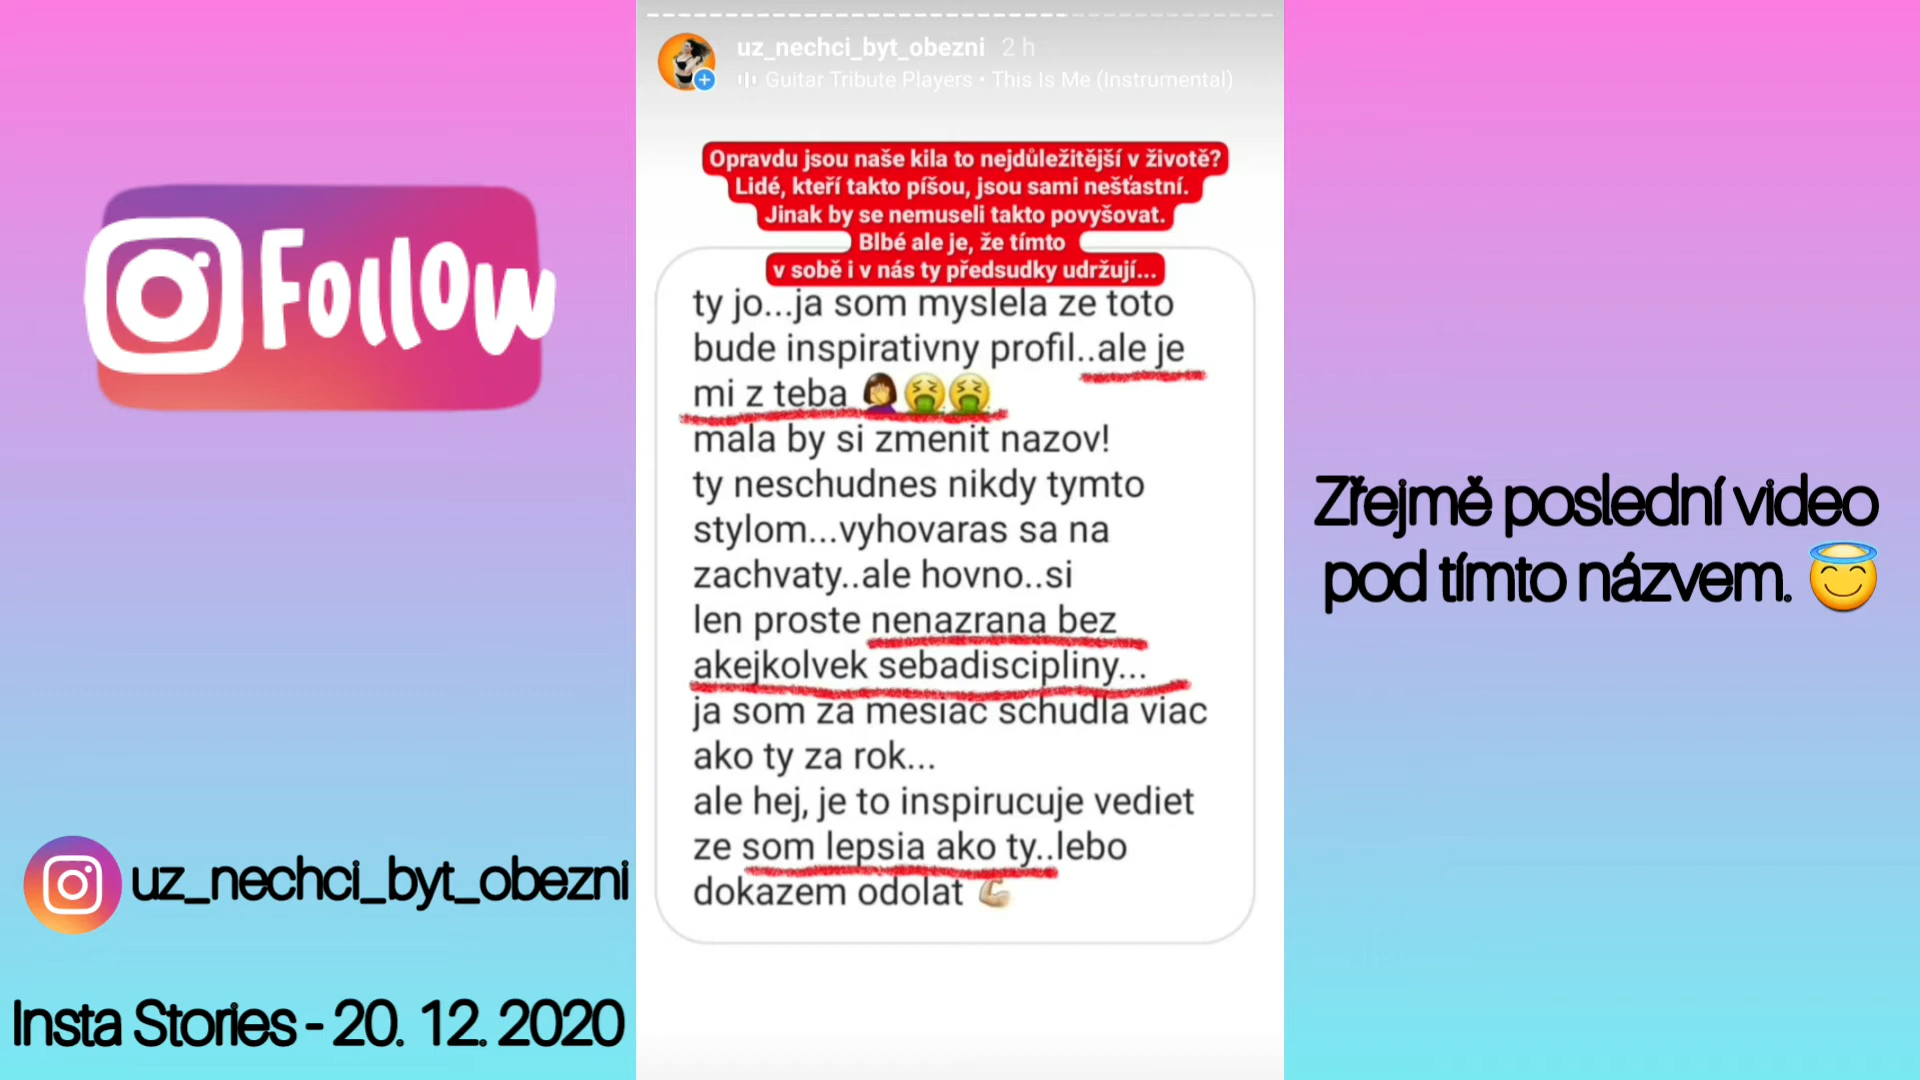 Follow
uz_nechci_byt_obezni
Insta Stories - 20. 12. 2020
uz_nechci_byt_obezni 2 h
Guitar Tribute Players • This Is Me (Instrumental)
Opravdu jsou naše kila to nejdůležitější v životě?
Lidé, kteří takto píšou, jsou sami nešťastní.
Jinak by se nemuseli takto povyšovat.
Blbé ale je, že tímto
v sobě i v nás ty předsudky udržují...
ty jo...ja som myslela ze toto
bude inspirativny profil..ale je
mi z teba 🤦‍♀️🤮🤮
mala by si zmenit nazov!
ty neschudnes nikdy tymto
stylom...vyhovaras sa na
zachvaty..ale hovno..si
len proste nenazrana bez
akejkolvek sebadiscipliny...
ja som za mesiac schudla viac
ako ty za rok...
ale hej, je to inspirucuje vediet
ze som lepsia ako ty..lebo
dokazem odolat 💪
Zřejmě poslední video
pod tímto názvem. 😇